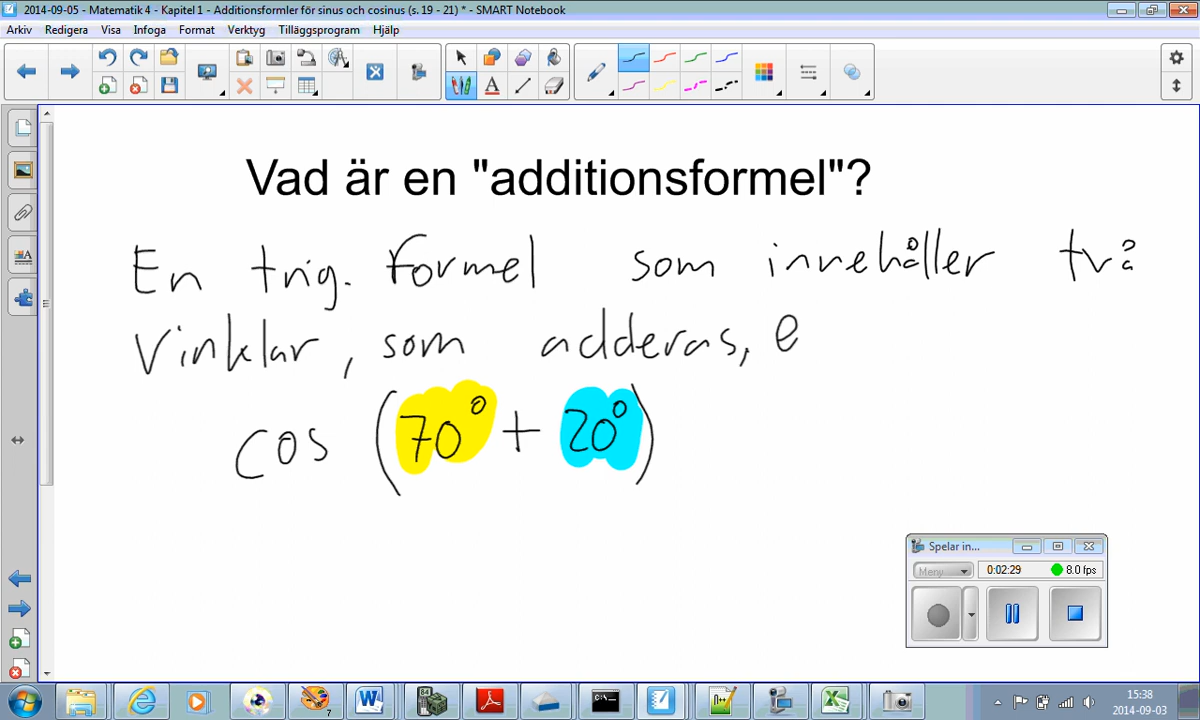 2014-09-05 - Matematik 4 - Kapitel 1 - Additionsformler för sinus och cosinus (s. 19 - 21) * - SMART Notebook
Arkiv Redigera Visa Infoga Format Verktyg Tilläggsprogram Hjälp
Vad är en "additionsformel"?
En trig. formel som innehåller två
vinklar, som adderas, e
cos (70° + 20°)
Spelar in...
Meny 0:02:29 8.0 fps
15:38
2014-09-03